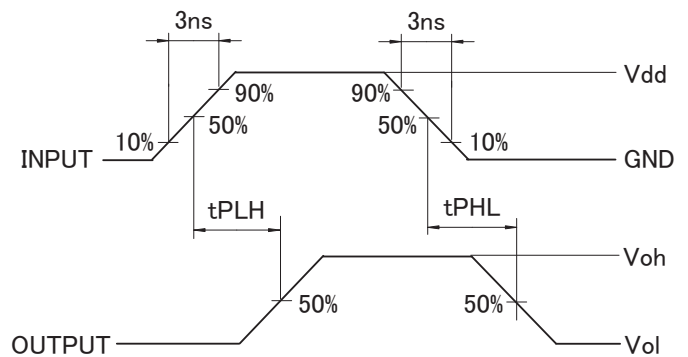 3ns 3ns
Vdd
90% 90%
50% 50%
10% 10%
INPUT GND
tPLH tPHL
Voh
50% 50%
OUTPUT Vol